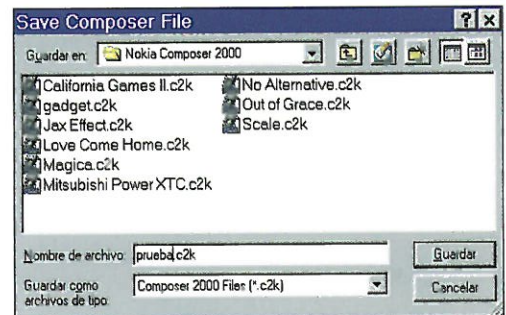 Save Composer File
Guardar en: Nokia Composer 2000
California Games II.c2k
gadget.c2k
Jax Effect.c2k
Love Come Home.c2k
Magica.c2k
Mitsubishi Power XTC.c2k
No Alternative.c2k
Out of Grace.c2k
Scale.c2k
Nombre de archivo: prueba.c2k Guardar
Guardar como archivos de tipo: Composer 2000 Files (*.c2k) Cancelar